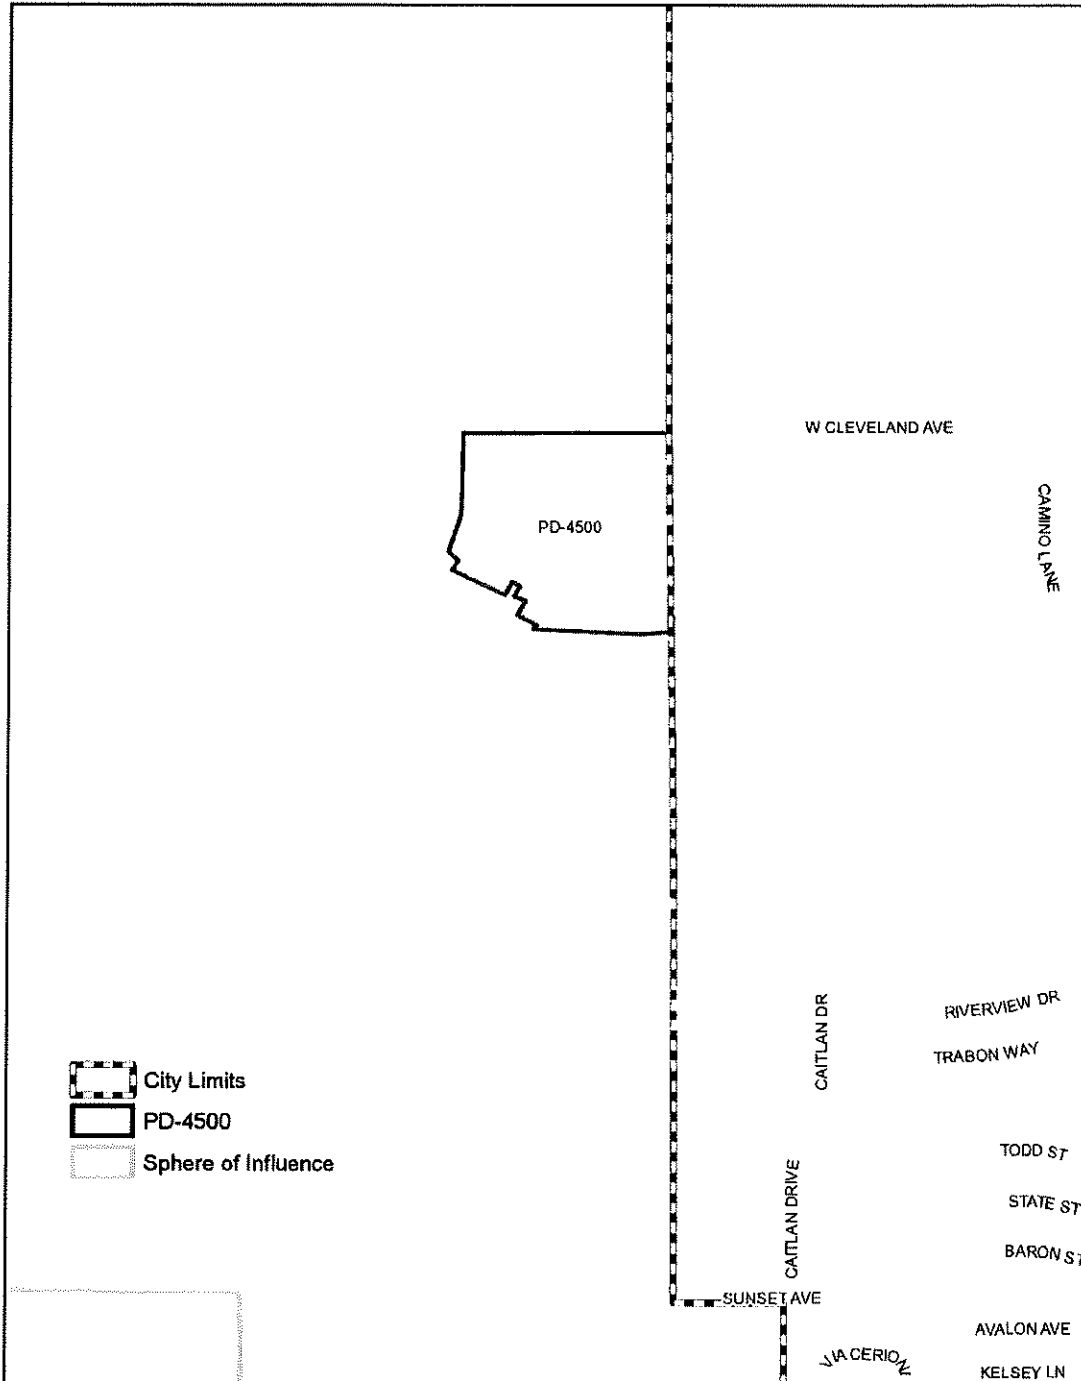 W CLEVELAND AVE
CAMINO LANE
PD-4500
CAITLAN DR
RIVERVIEW DR
TRABON WAY
City Limits
PD-4500
Sphere of Influence
TODD ST
STATE ST
BARON ST
CAITLAN DRIVE
SUNSET AVE
AVALON AVE
VIA CERIONI
KELSEY LN